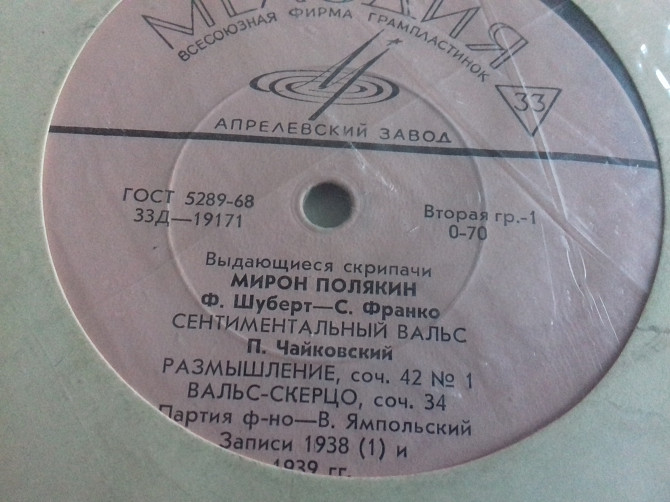 МЕЛОДИЯ
ВСЕСОЮЗНАЯ ФИРМА ГРАМПЛАСТИНОК
33
АПРЕЛЕВСКИЙ ЗАВОД
ГОСТ 5289-68
33Д—19171
Вторая гр.-1
0-70
Выдающиеся скрипачи
МИРОН ПОЛЯКИН
Ф. Шуберт—С. Франко
СЕНТИМЕНТАЛЬНЫЙ ВАЛЬС
П. Чайковский
РАЗМЫШЛЕНИЕ, соч. 42 № 1
ВАЛЬС-СКЕРЦО, соч. 34
Партия ф-но—В. Ямпольский
Записи 1938 (1) и
1939 гг.